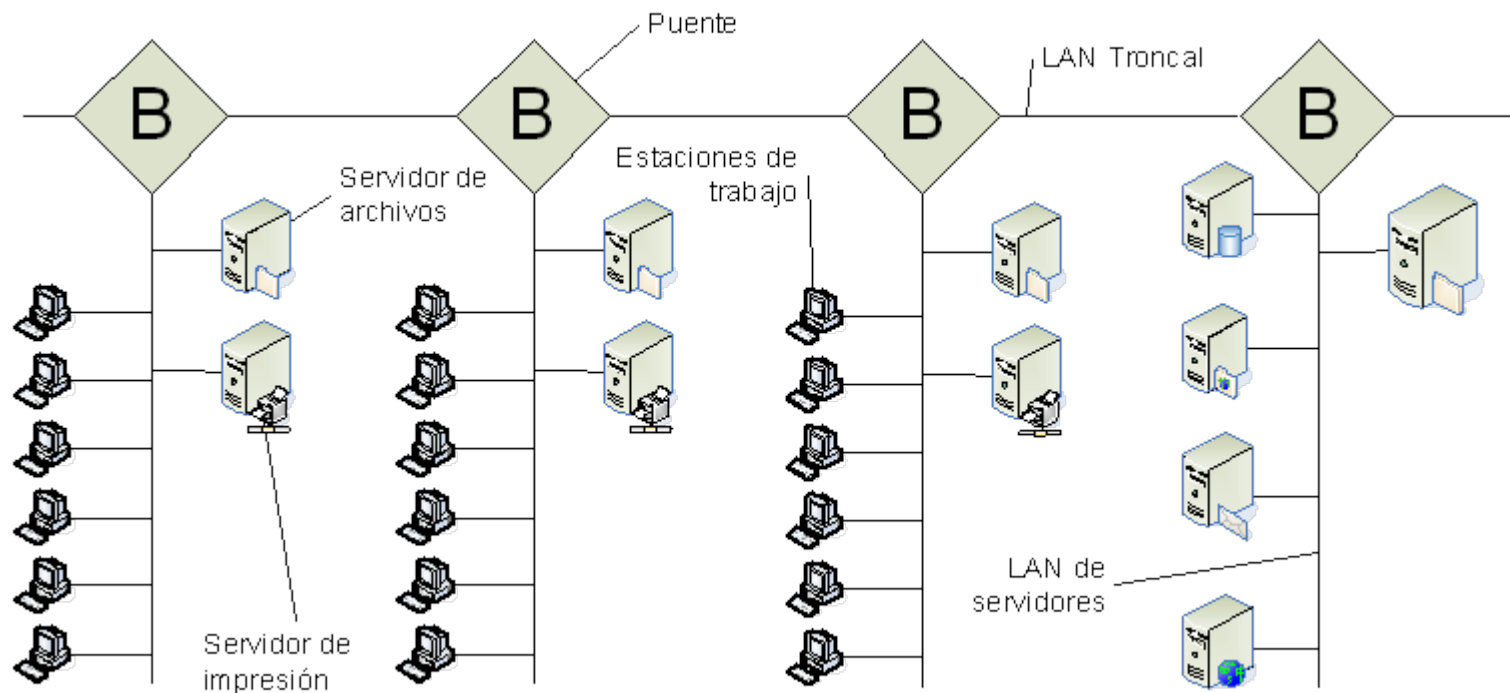 Puente
LAN Troncal
B
B
B
B
Servidor de
archivos
Estaciones de
trabajo
LAN de
servidores
Servidor de
impresión